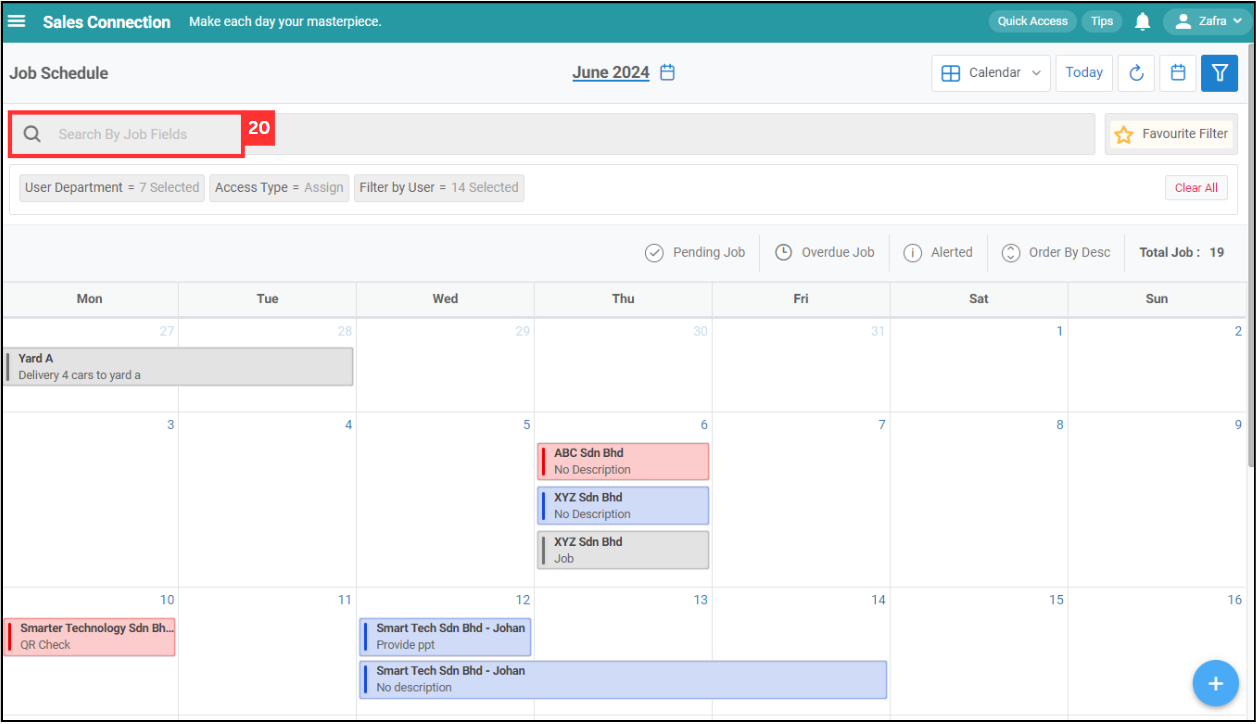 Sales Connection Make each day your masterpiece. Quick Access Tips Zafra
Job Schedule June 2024 Calendar Today
Search By Job Fields 20 Favourite Filter
User Department = 7 Selected Access Type = Assign Filter by User = 14 Selected Clear All
Pending Job Overdue Job Alerted Order By Desc Total Job : 19
Mon Tue Wed Thu Fri Sat Sun
27 28 29 30 31 1 2
Yard A
Delivery 4 cars to yard a
3 4 5 6 7 8 9
ABC Sdn Bhd
No Description
XYZ Sdn Bhd
No Description
XYZ Sdn Bhd
Job
10 11 12 13 14 15 16
Smarter Technology Sdn Bh... Smart Tech Sdn Bhd - Johan
QR Check Provide ppt
Smart Tech Sdn Bhd - Johan
No description